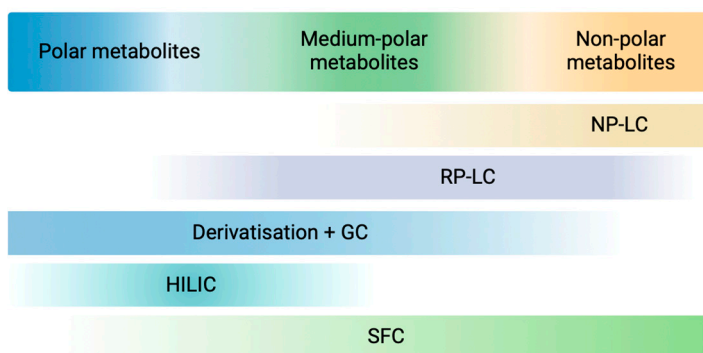 Polar metabolites
Medium-polar
metabolites
Non-polar
metabolites
NP-LC
RP-LC
Derivatisation + GC
HILIC
SFC